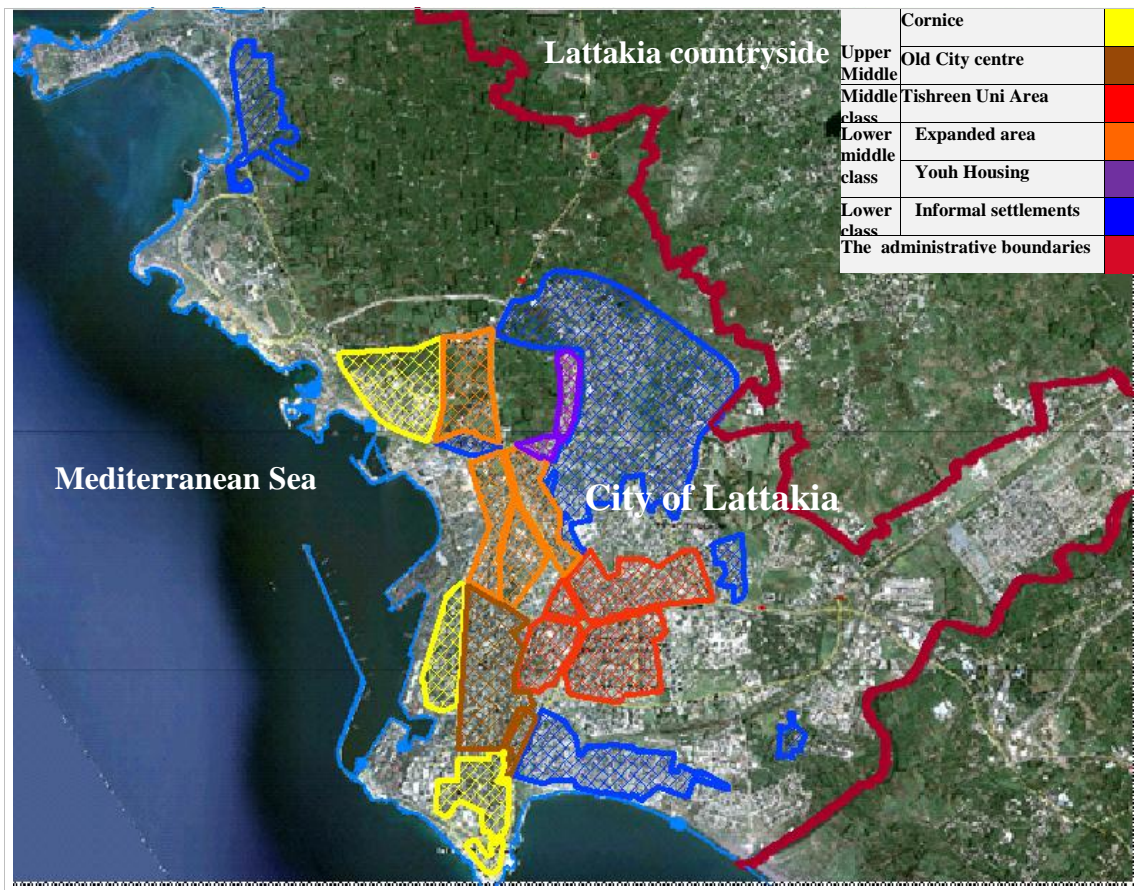 Lattakia countryside
Mediterranean Sea
City of Lattakia
Cornice
Upper
Middle
Old City centre
Middle
class
Tishreen Uni Area
Lower
middle
class
Expanded area
Youh Housing
Lower
class
Informal settlements
The administrative boundaries